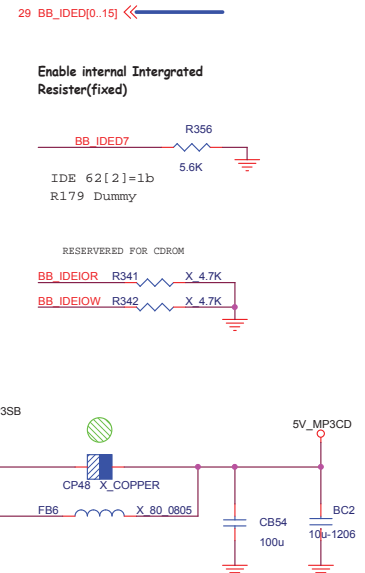 29 BB_IDED[0..15]
Enable internal Intergrated
Resister(fixed)
R356
BB_IDED7
5.6K
IDE 62[2]=1b
R179 Dummy
RESERVERED FOR CDROM
BB_IDEIOR R341 X_4.7K
BB_IDEIOW R342 X_4.7K
3SB
5V_MP3CD
CP48 X_COPPER
FB6 X_80_0805
CB54
100u
BC2
10u-1206